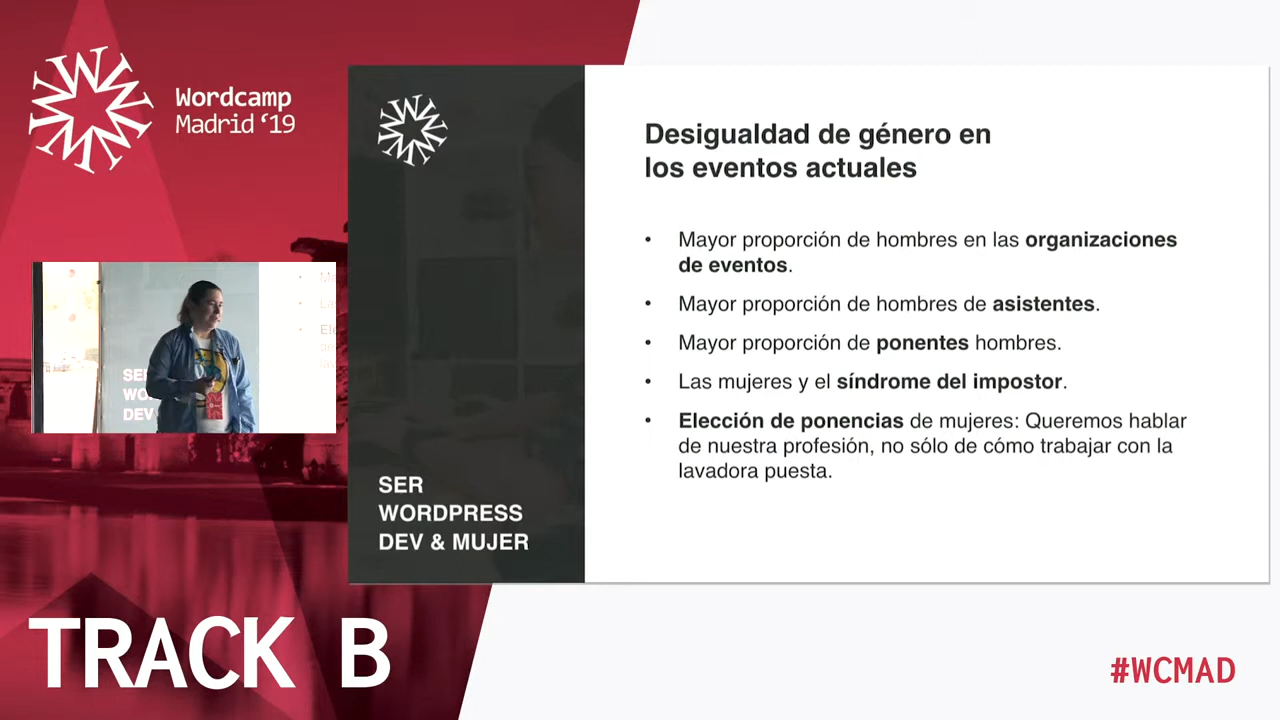 Wordcamp
Madrid ‘19
Desigualdad de género en
los eventos actuales
• Mayor proporción de hombres en las organizaciones
de eventos.
• Mayor proporción de hombres de asistentes.
• Mayor proporción de ponentes hombres.
• Las mujeres y el síndrome del impostor.
• Elección de ponencias de mujeres: Queremos hablar
de nuestra profesión, no sólo de cómo trabajar con la
lavadora puesta.
SER
WORDPRESS
DEV & MUJER
TRACK B
#WCMAD